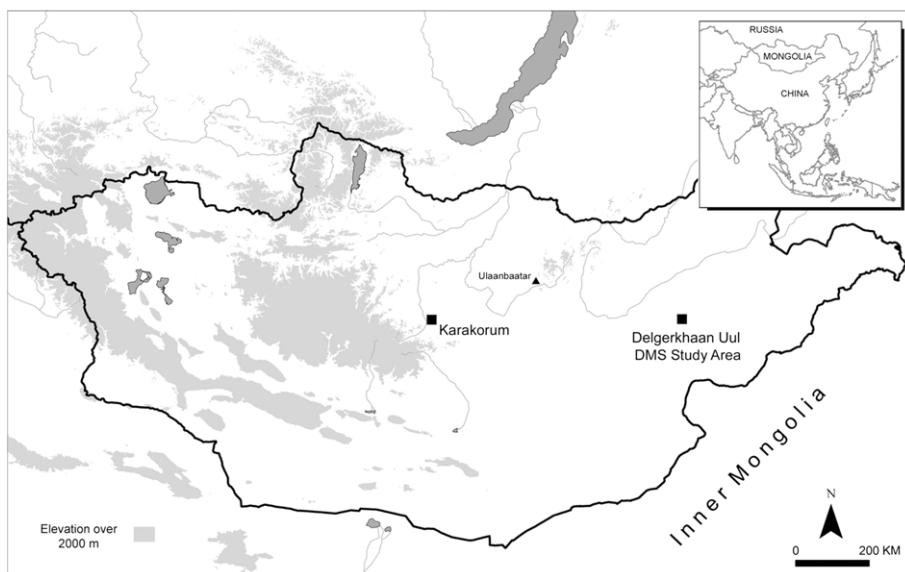 RUSSIA
MONGOLIA
CHINA
Ulaanbaatar
Karakorum
Delgerkhaan Uul
DMS Study Area
Inner Mongolia
Elevation over
2000 m
N
0 200 KM